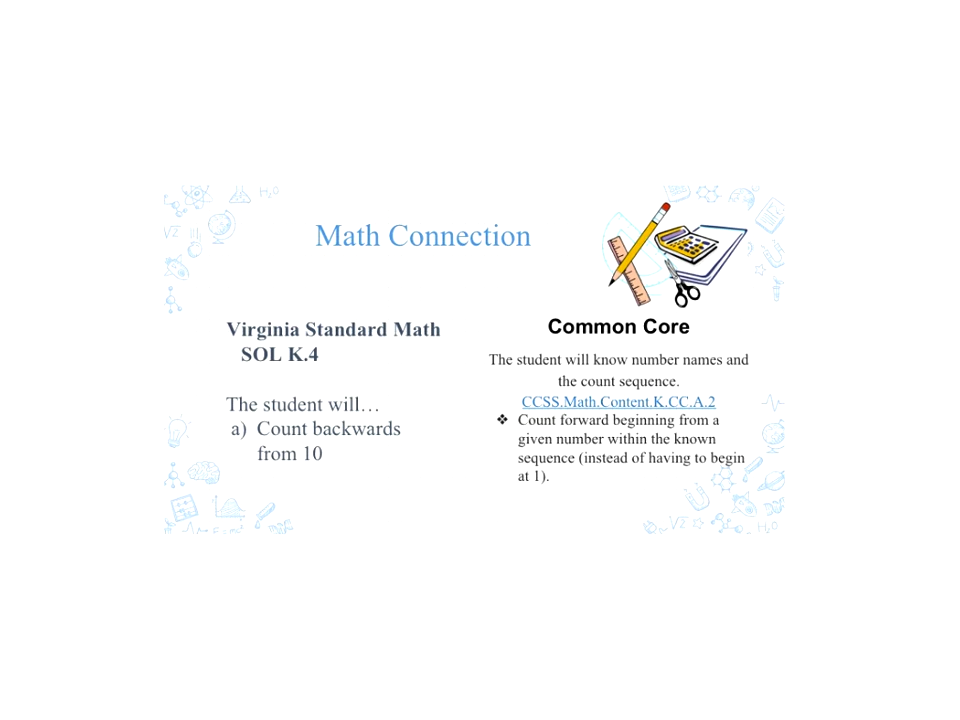 Math Connection
Virginia Standard Math
SOL K.4
The student will…
a) Count backwards
from 10
Common Core
The student will know number names and
the count sequence.
CCSS.Math.Content.K.CC.A.2
❖ Count forward beginning from a
given number within the known
sequence (instead of having to begin
at 1).
H₂O